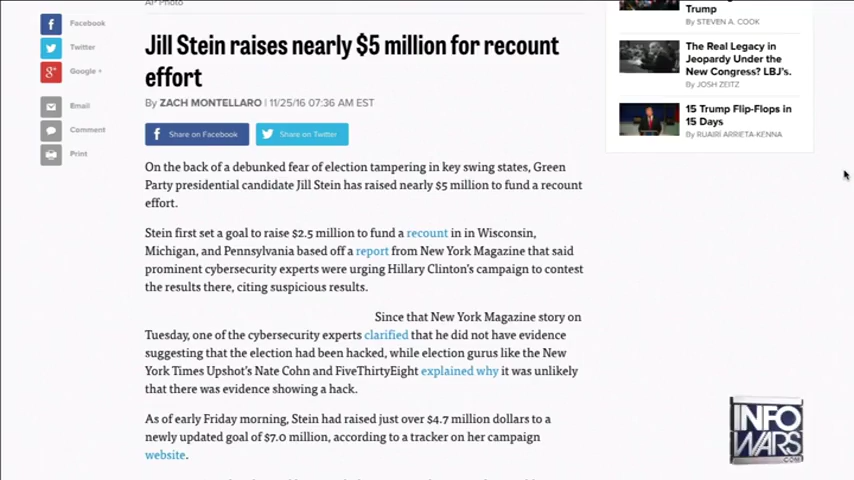 AP Photo
Facebook
Twitter
Google +
Email
Comment
Print
Jill Stein raises nearly $5 million for recount
effort
By ZACH MONTELLARO | 11/25/16 07:36 AM EST
Share on Facebook
Share on Twitter
On the back of a debunked fear of election tampering in key swing states, Green
Party presidential candidate Jill Stein has raised nearly $5 million to fund a recount
effort.
Stein first set a goal to raise $2.5 million to fund a recount in in Wisconsin,
Michigan, and Pennsylvania based off a report from New York Magazine that said
prominent cybersecurity experts were urging Hillary Clinton's campaign to contest
the results there, citing suspicious results.
Since that New York Magazine story on
Tuesday, one of the cybersecurity experts clarified that he did not have evidence
suggesting that the election had been hacked, while election gurus like the New
York Times Upshot's Nate Cohn and FiveThirtyEight explained why it was unlikely
that there was evidence showing a hack.
As of early Friday morning, Stein had raised just over $4.7 million dollars to a
newly updated goal of $7.0 million, according to a tracker on her campaign
website.
Trump
By STEVEN A. COOK
The Real Legacy in
Jeopardy Under the
New Congress? LBJ's.
By JOSH ZEITZ
15 Trump Flip-Flops in
15 Days
By RUAIRÍ ARRIETA-KENNA
INFO
WARS
.COM